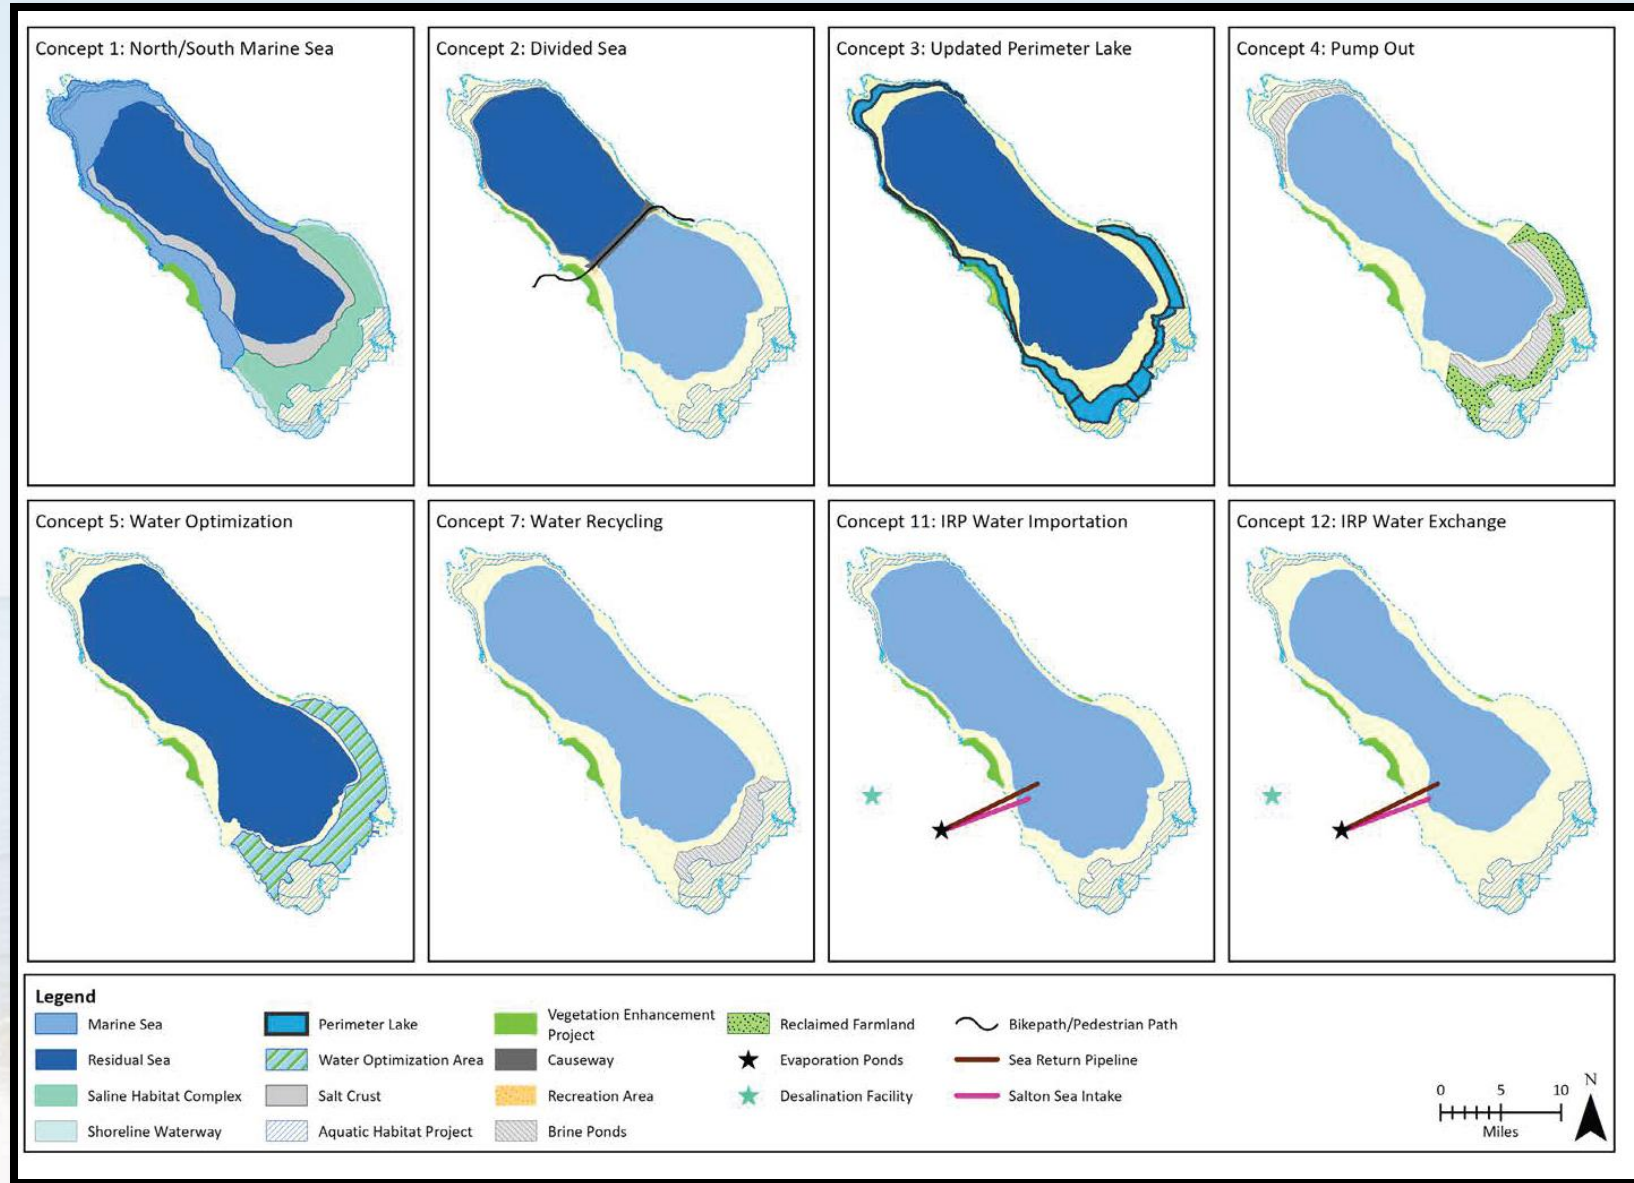 Concept 1: North/South Marine Sea
Concept 2: Divided Sea
Concept 3: Updated Perimeter Lake
Concept 4: Pump Out
Concept 5: Water Optimization
Concept 7: Water Recycling
Concept 11: IRP Water Importation
Concept 12: IRP Water Exchange
Legend
Marine Sea
Residual Sea
Saline Habitat Complex
Shoreline Waterway
Perimeter Lake
Water Optimization Area
Salt Crust
Aquatic Habitat Project
Vegetation Enhancement
Project
Causeway
Recreation Area
Brine Ponds
Reclaimed Farmland
Evaporation Ponds
Desalination Facility
Bikepath/Pedestrian Path
Sea Return Pipeline
Salton Sea Intake
0 5 10
Miles
N